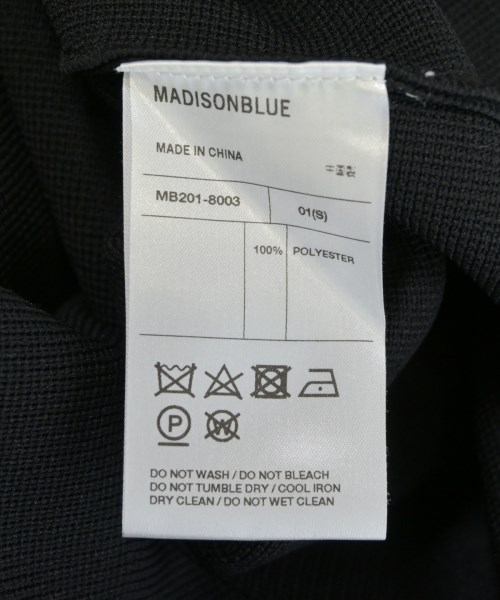 MADISONBLUE
MADE IN CHINA
MB201-8003 01(S)
100% POLYESTER
P W
DO NOT WASH / DO NOT BLEACH
DO NOT TUMBLE DRY / COOL IRON
DRY CLEAN / DO NOT WET CLEAN